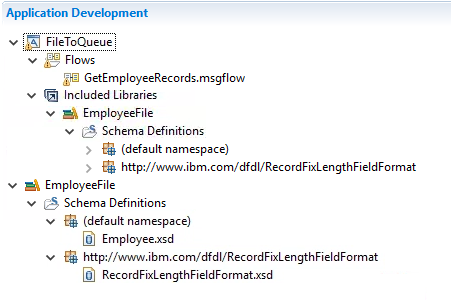 Application Development
FileToQueue
Flows
GetEmployeeRecords.msgflow
Included Libraries
EmployeeFile
Schema Definitions
(default namespace)
http://www.ibm.com/dfdl/RecordFixLengthFieldFormat
EmployeeFile
Schema Definitions
(default namespace)
Employee.xsd
http://www.ibm.com/dfdl/RecordFixLengthFieldFormat
RecordFixLengthFieldFormat.xsd